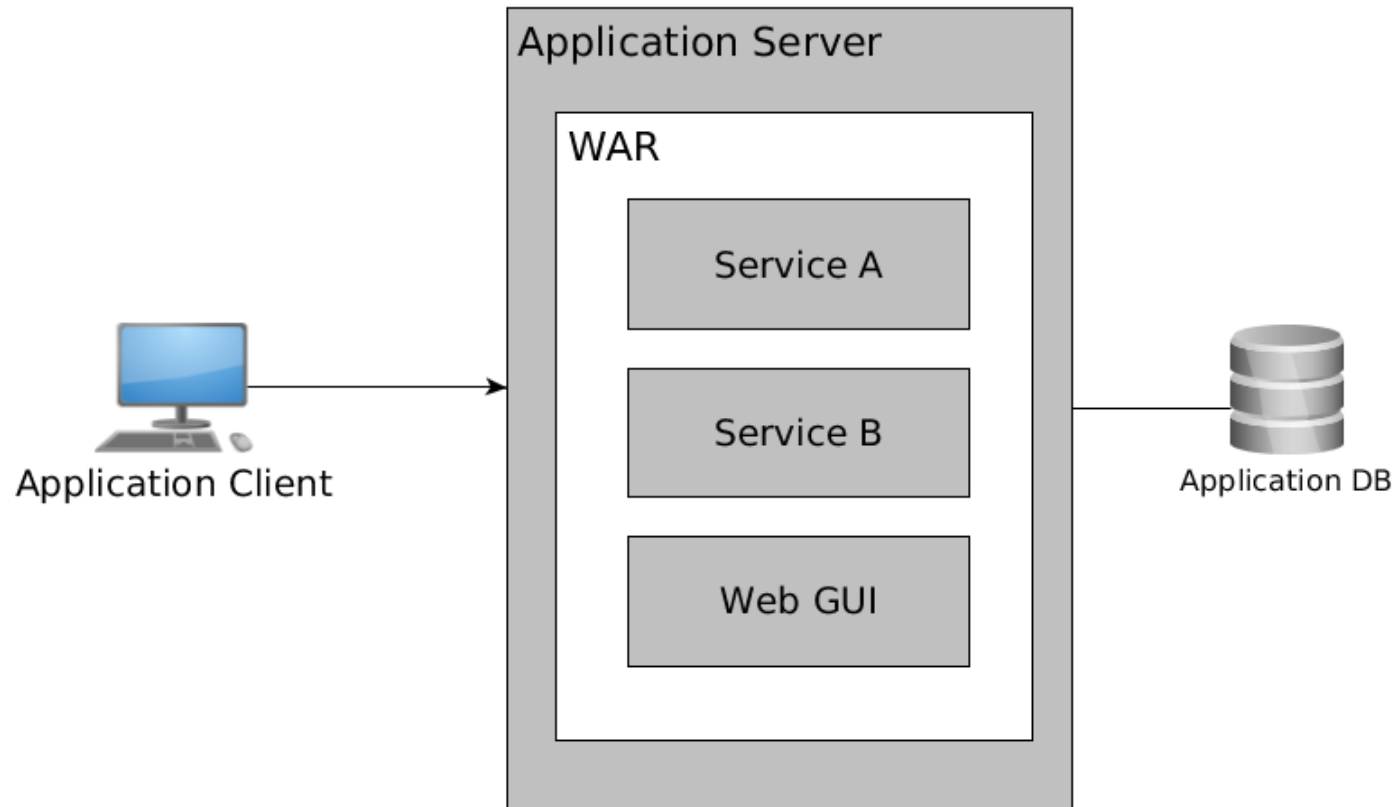 Application Server
WAR
Service A
Service B
Web GUI
Application Client
Application DB